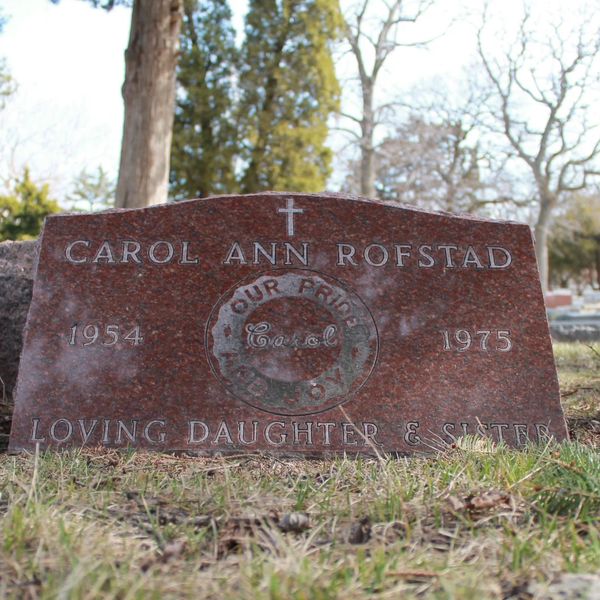 CAROL ANN ROFSTAD
OUR PRIDE
1954 Carol 1975
AND JOY
LOVING DAUGHTER & SISTER